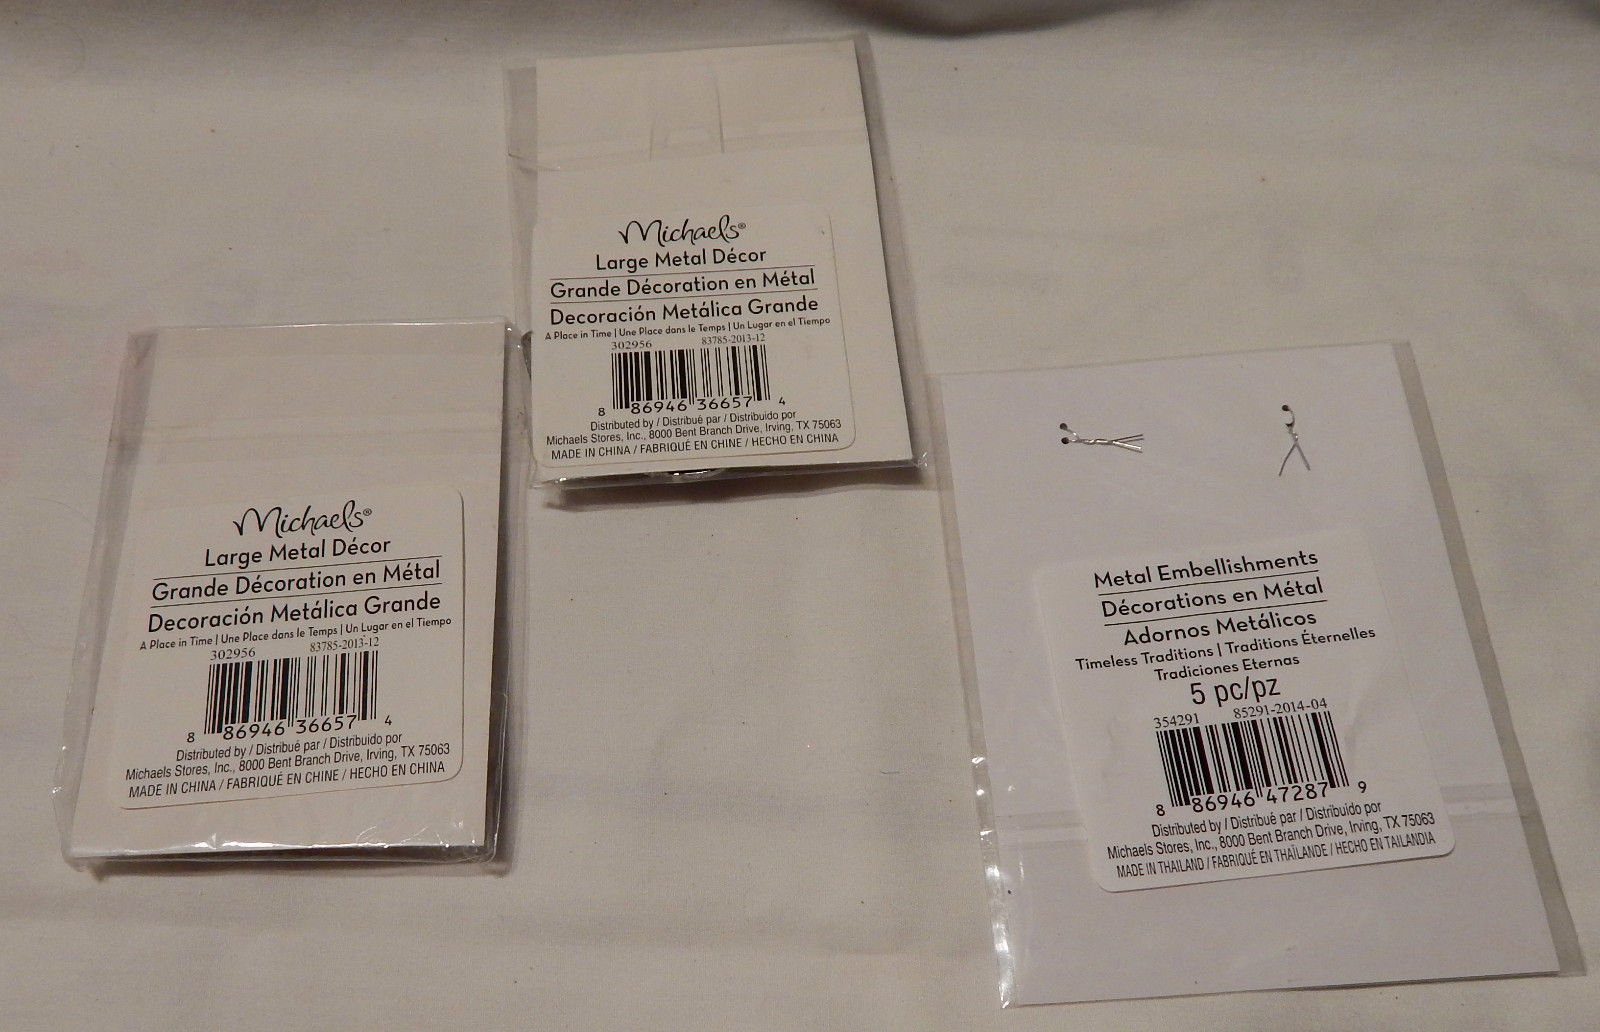 Michaels®
Large Metal Décor
Grande Décoration en Métal
Decoración Metálica Grande
A Place in Time | Une Place dans le Temps | Un Lugar en el Tiempo
302956 83785-2013-12
8 86946 36657 4
Distributed by / Distribué par / Distribuido por
Michaels Stores, Inc., 8000 Bent Branch Drive, Irving, TX 75063
MADE IN CHINA / FABRIQUÉ EN CHINE / HECHO EN CHINA
Michaels®
Large Metal Décor
Grande Décoration en Métal
Decoración Metálica Grande
A Place in Time | Une Place dans le Temps | Un Lugar en el Tiempo
302956 83785-2013-12
8 86946 36657 4
Distributed by / Distribué par / Distribuido por
Michaels Stores, Inc., 8000 Bent Branch Drive, Irving, TX 75063
MADE IN CHINA / FABRIQUÉ EN CHINE / HECHO EN CHINA
Metal Embellishments
Décorations en Métal
Adornos Metálicos
Timeless Traditions | Traditions Éternelles
Tradiciones Eternas
5 pc/pz
354291 85291-2014-04
8 86946 47287 9
Distributed by / Distribué par / Distribuido por
Michaels Stores, Inc., 8000 Bent Branch Drive, Irving, TX 75063
MADE IN THAILAND / FABRIQUÉ EN THAÏLANDE / HECHO EN TAILANDIA